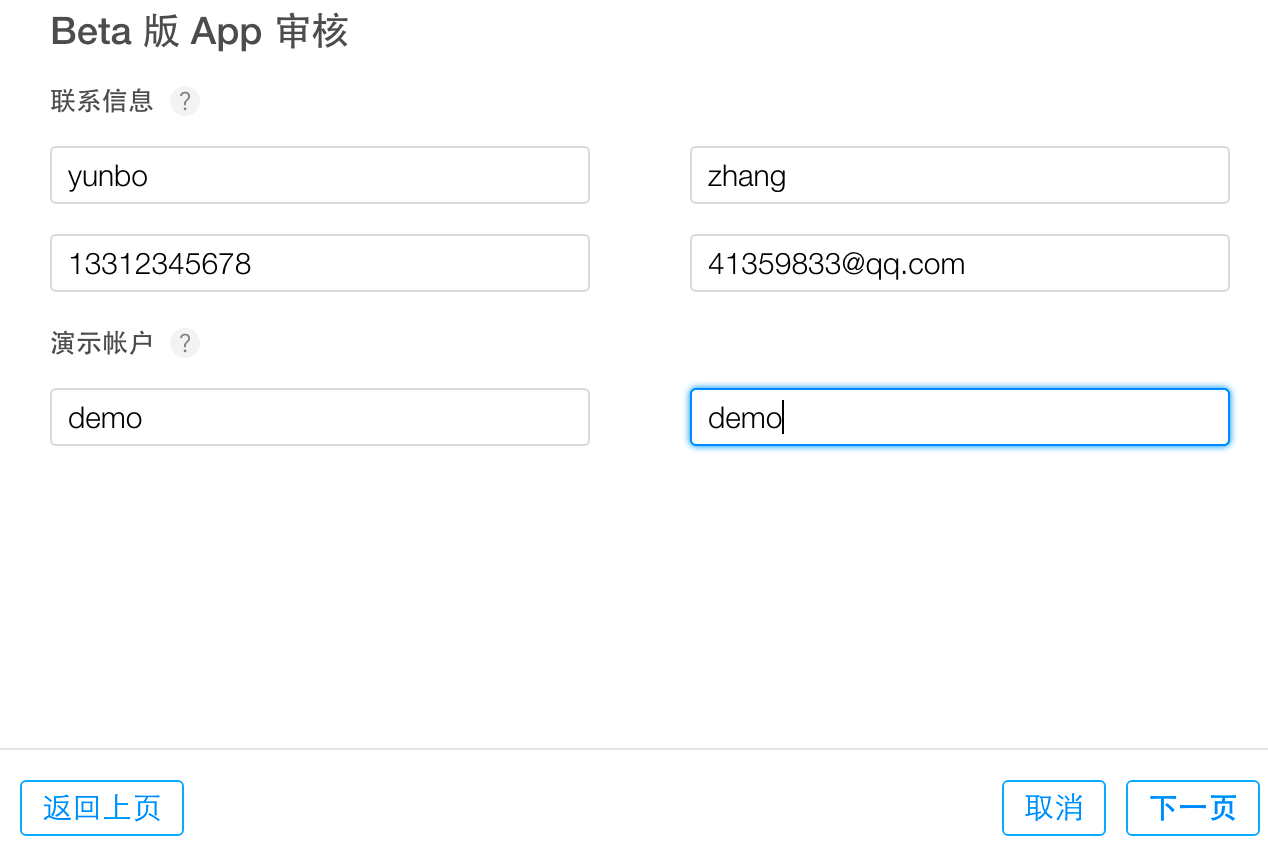 Beta 版 App 审核
联系信息 ?
yunbo
zhang
13312345678
41359833@qq.com
演示帐户 ?
demo
demo
返回上页
取消
下一页